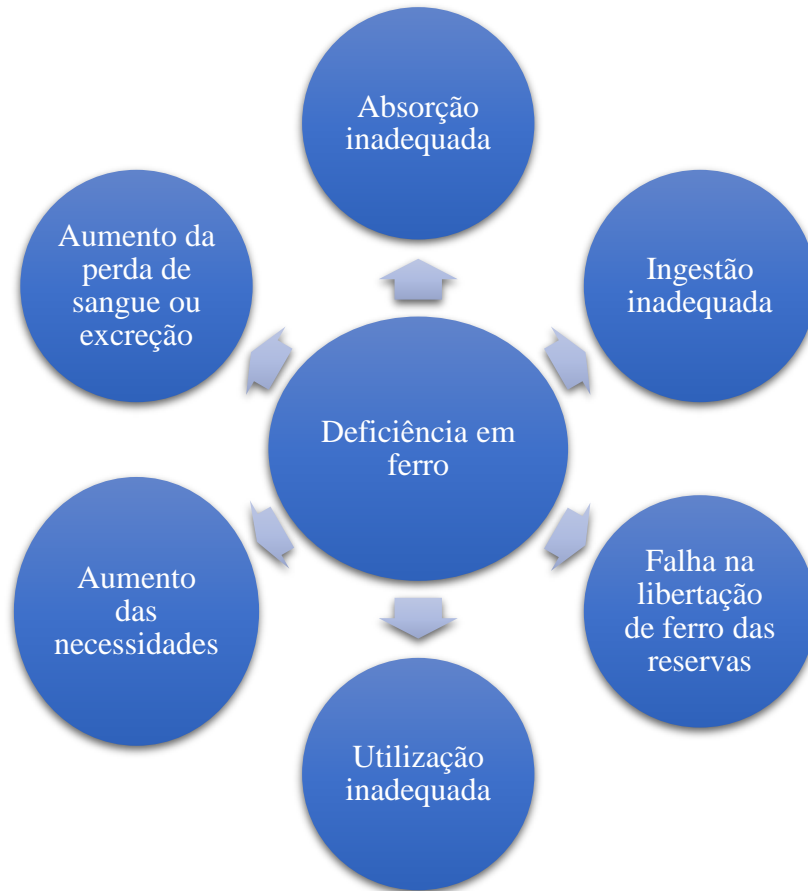 Absorção
inadequada
Aumento da
perda de
sangue ou
excreção
Ingestão
inadequada
Deficiência em
ferro
Aumento
das
necessidades
Falha na
libertação
de ferro das
reservas
Utilização
inadequada